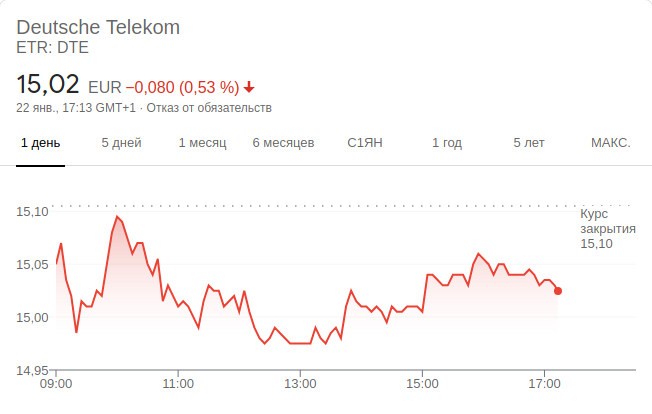 Deutsche Telekom
ETR: DTE
15,02 EUR −0,080 (0,53 %)
22 янв., 17:13 GMT+1 · Отказ от обязательств
1 день 5 дней 1 месяц 6 месяцев С1ЯН 1 год 5 лет МАКС.
15,10
Курс
закрытия
15,10
15,05
15,00
14,95
09:00 11:00 13:00 15:00 17:00